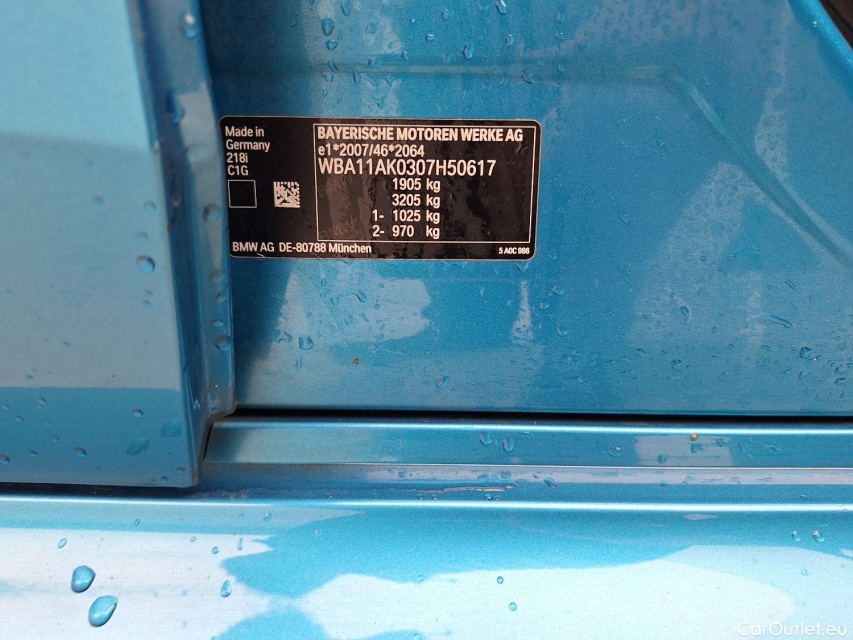 Made in
Germany
218i
C1G
BAYERISCHE MOTOREN WERKE AG
e1*2007/46*2064
WBA11AK0307H50617
1905 kg
3205 kg
1- 1025 kg
2- 970 kg
BMW AG DE-80788 München
5 A0C 986
CarOutlet.eu